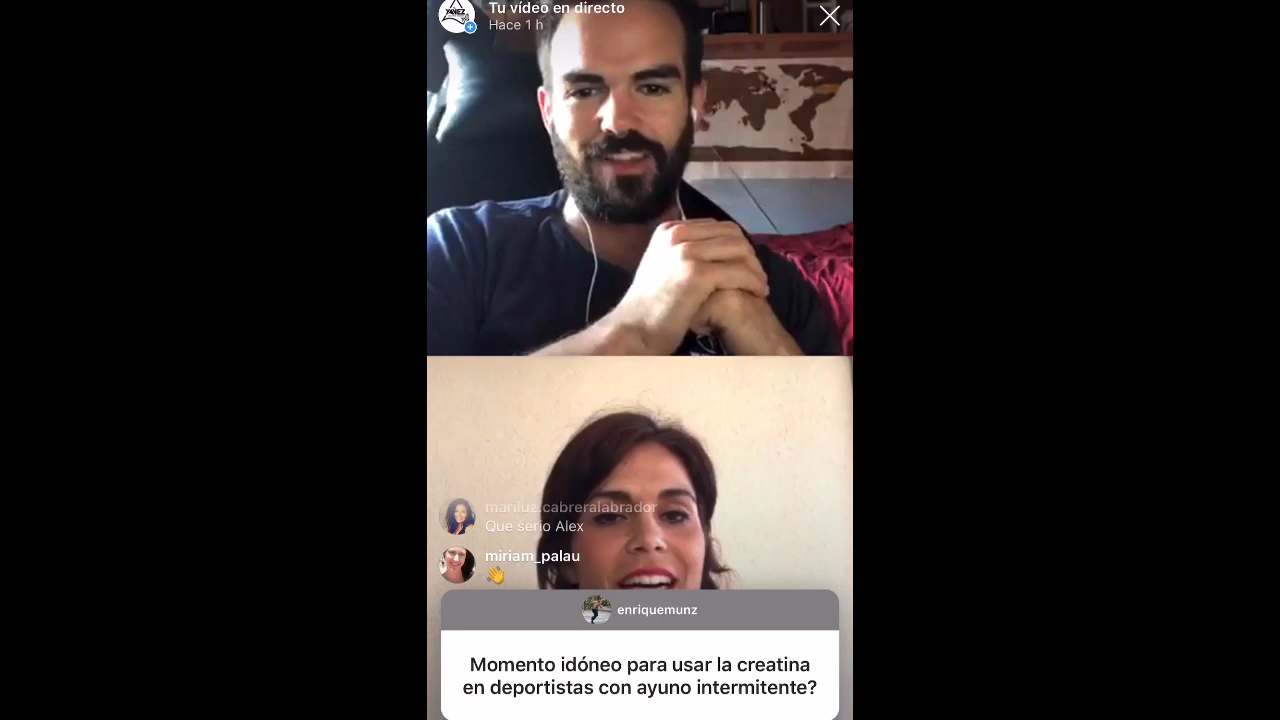 YAÑEZ
Tu vídeo en directo
Hace 1 h
mariluz.cabreralabrador
Que serio Alex
miriam_palau
👋
enriquemunz
Momento idóneo para usar la creatina
en deportistas con ayuno intermitente?